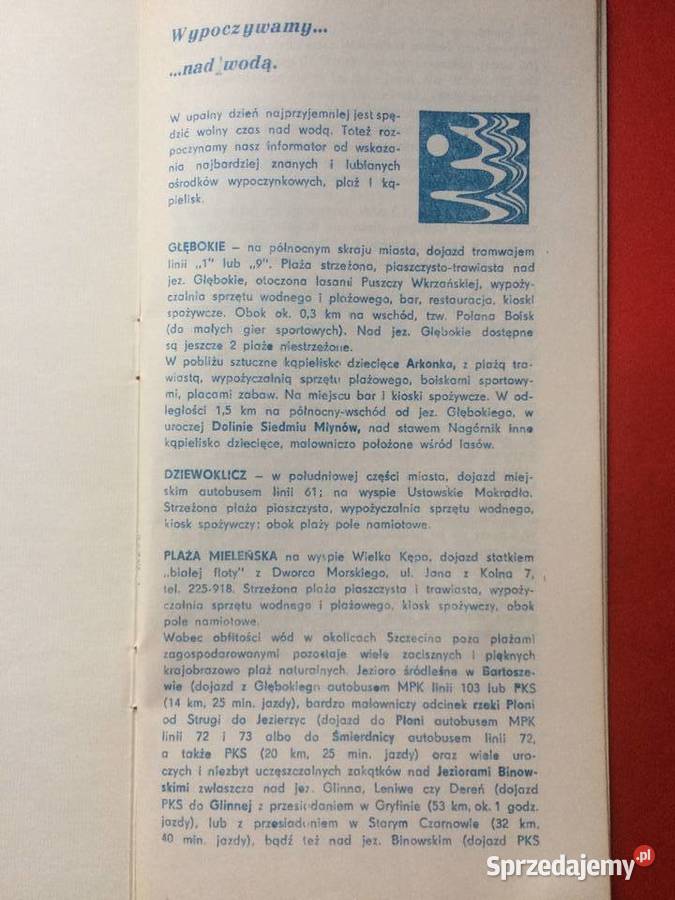 Wypoczywamy...
...nad wodą.
W upalny dzień najprzyjemniej jest spę-
dzić wolny czas nad wodą. Toteż roz-
poczynamy nasz informator od wskaza-
nia najbardziej znanych i lubianych
ośrodków wypoczynkowych, plaż i ką-
pielisk.
GŁĘBOKIE – na północnym skraju miasta, dojazd tramwajem
linii „1" lub „9". Plaża strzeżona, piaszczysto-trawiasta nad
jez. Głębokie, otoczona lasami Puszczy Wkrzańskiej, wypoży-
czalnia sprzętu wodnego i plażowego, bar, restauracja, kioski
spożywcze. Obok ok. 0,3 km na wschód, tzw. Polana Boisk
(do małych gier sportowych). Nad jez. Głębokie dostępne
są jeszcze 2 plaże niestrzeżone.
W pobliżu sztuczne kąpielisko dziecięce Arkonka, z plażą tra-
wiastą, wypożyczalnią sprzętu plażowego, boiskami sportowy-
mi, placami zabaw. Na miejscu bar i kioski spożywcze. W od-
ległości 1,5 km na północny-wschód od jez. Głębokiego, w
uroczej Dolinie Siedmiu Młynów, nad stawem Nagórnik inne
kąpielisko dziecięce, malowniczo położone wśród lasów.
DZIEWOKLICZ – w południowej części miasta, dojazd miej-
skim autobusem linii 61; na wyspie Ustowskie Mokradło.
Strzeżona plaża piaszczysta, wypożyczalnia sprzętu wodnego,
kiosk spożywczy; obok plaży pole namiotowe.
PLAŻA MIELEŃSKA na wyspie Wielka Kępa, dojazd statkiem
„białej floty" z Dworca Morskiego, ul. Jana z Kolna 7,
tel. 225-918. Strzeżona plaża piaszczysta i trawiasta, wypoży-
czalnia sprzętu wodnego i plażowego, kiosk spożywczy, obok
pole namiotowe.
Wobec obfitości wód w okolicach Szczecina poza plażami
zagospodarowanymi pozostaje wiele zacisznych i pięknych
krajobrazowo plaż naturalnych. Jezioro śródleśne w Bartosze-
wie (dojazd z Głębokiego autobusem MPK linii 103 lub PKS
(14 km, 25 min. jazdy), bardzo malowniczy odcinek rzeki Płoni
od Strugi do Jezierzyc (dojazd do Płoni autobusem MPK
linii 72 i 73 albo do Śmierdnicy autobusem linii 72,
a także PKS (20 km, 25 min. jazdy) oraz wiele uro-
czych i niezbyt uczęszczalnych zakątków nad Jeziorami Binow-
skimi zwłaszcza nad jez. Glinna, Leniwe czy Dereń (dojazd
PKS do Glinnej z przesiadaniem w Gryfinie (53 km, ok. 1 godz.
jazdy), lub z przesiadaniem w Starym Czarnowie (32 km,
40 min. jazdy), bądź też nad jez. Binowskim (dojazd PKS
Sprzedajemy.pl